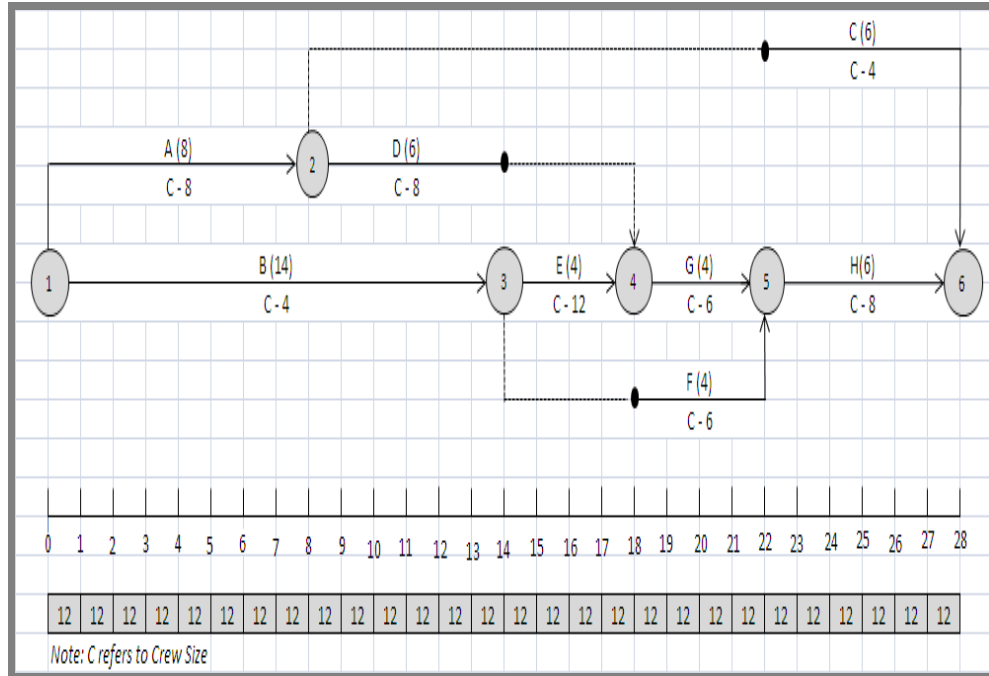 C (6)
C - 4
A (8)
C - 8
2
D (6)
C - 8
1
B (14)
C - 4
3
E (4)
C - 12
4
G (4)
C - 6
5
H(6)
C - 8
6
F (4)
C - 6
0 1 2 3 4 5 6 7 8 9 10 11 12 13 14 15 16 17 18 19 20 21 22 23 24 25 26 27 28
12 12 12 12 12 12 12 12 12 12 12 12 12 12 12 12 12 12 12 12 12 12 12 12 12 12 12 12
Note: C refers to Crew Size